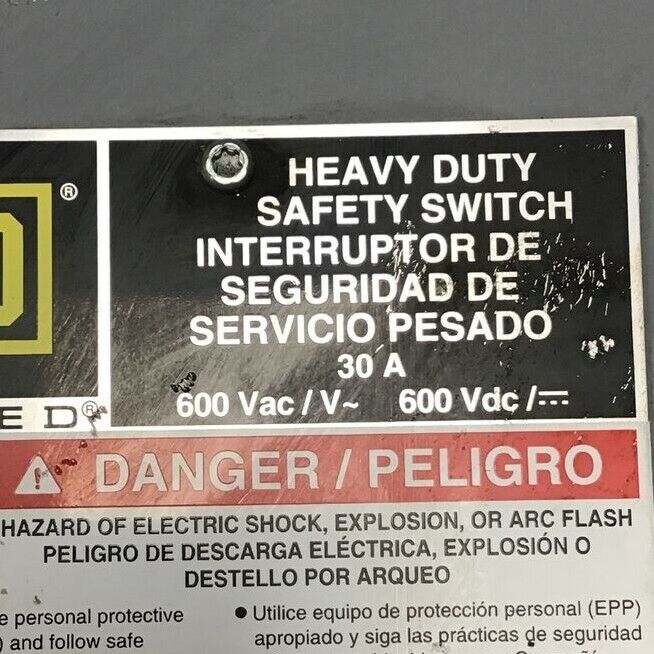 D ®
HEAVY DUTY
SAFETY SWITCH
INTERRUPTOR DE
SEGURIDAD DE
SERVICIO PESADO
30 A
600 Vac / V~ 600 Vdc / ⎓
E D®
DANGER / PELIGRO
HAZARD OF ELECTRIC SHOCK, EXPLOSION, OR ARC FLASH
PELIGRO DE DESCARGA ELÉCTRICA, EXPLOSIÓN O
DESTELLO POR ARQUEO
e personal protective
) and follow safe
● Utilice equipo de protección personal (EPP)
apropiado y siga las prácticas de seguridad